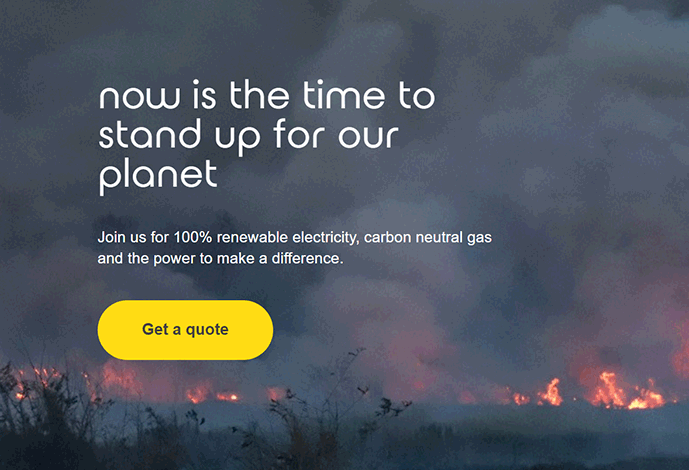 now is the time to
stand up for our
planet
Join us for 100% renewable electricity, carbon neutral gas
and the power to make a difference.
Get a quote